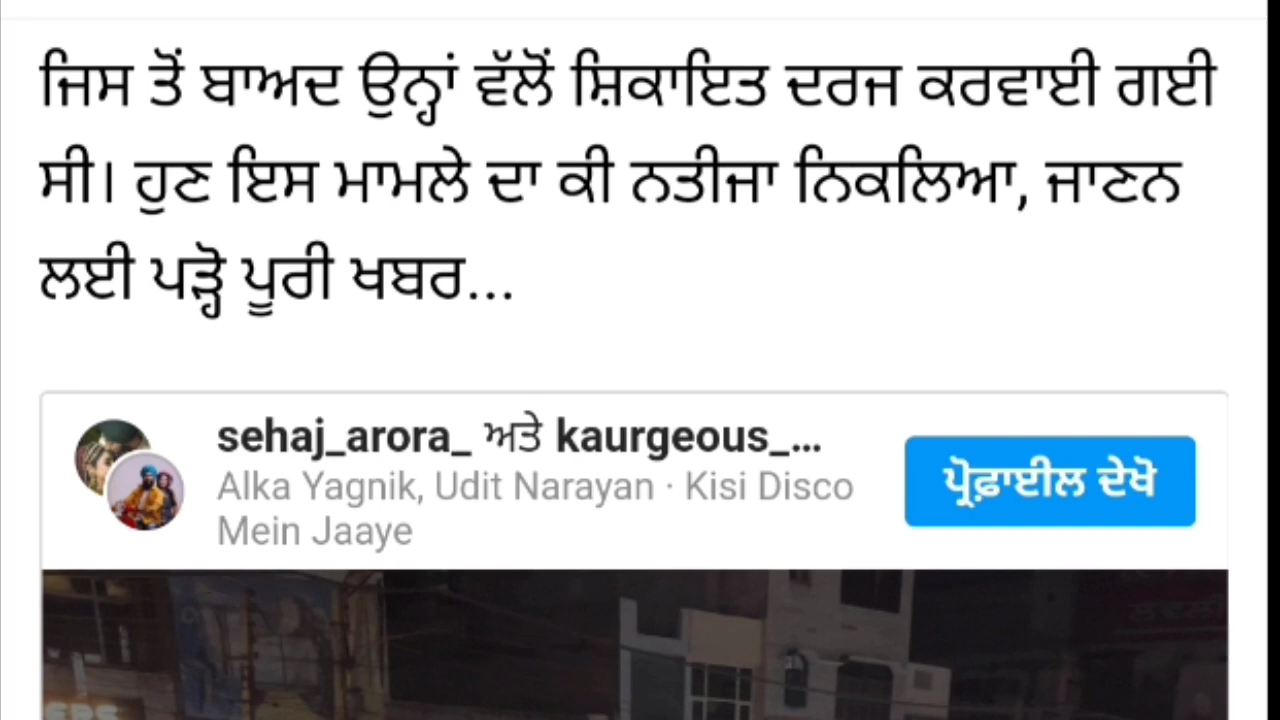 ਜਿਸ ਤੋਂ ਬਾਅਦ ਉਨ੍ਹਾਂ ਵੱਲੋਂ ਸ਼ਿਕਾਇਤ ਦਰਜ ਕਰਵਾਈ ਗਈ
ਸੀ। ਹੁਣ ਇਸ ਮਾਮਲੇ ਦਾ ਕੀ ਨਤੀਜਾ ਨਿਕਲਿਆ, ਜਾਣਨ
ਲਈ ਪੜ੍ਹੋ ਪੂਰੀ ਖਬਰ...
sehaj_arora_ ਅਤੇ kaurgeous_...
Alka Yagnik, Udit Narayan · Kisi Disco
Mein Jaaye
ਪ੍ਰੋਫ਼ਾਈਲ ਦੇਖੋ